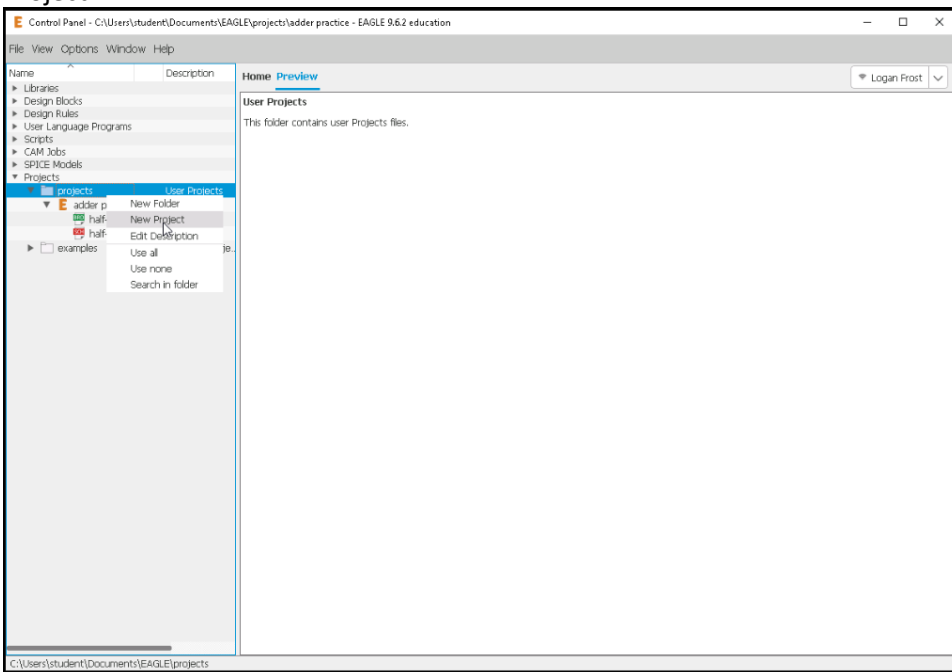 Control Panel - C:\Users\student\Documents\EAGLE\projects\adder practice - EAGLE 9.6.2 education
File View Options Window Help
Name Description
Libraries
Design Blocks
Design Rules
User Language Programs
Scripts
CAM Jobs
SPICE Models
Projects
projects User Projects
adder p
half-
half-
examples je..
New Folder
New Project
Edit Description
Use all
Use none
Search in folder
Home Preview
Logan Frost
User Projects
This folder contains user Projects files.
C:\Users\student\Documents\EAGLE\projects